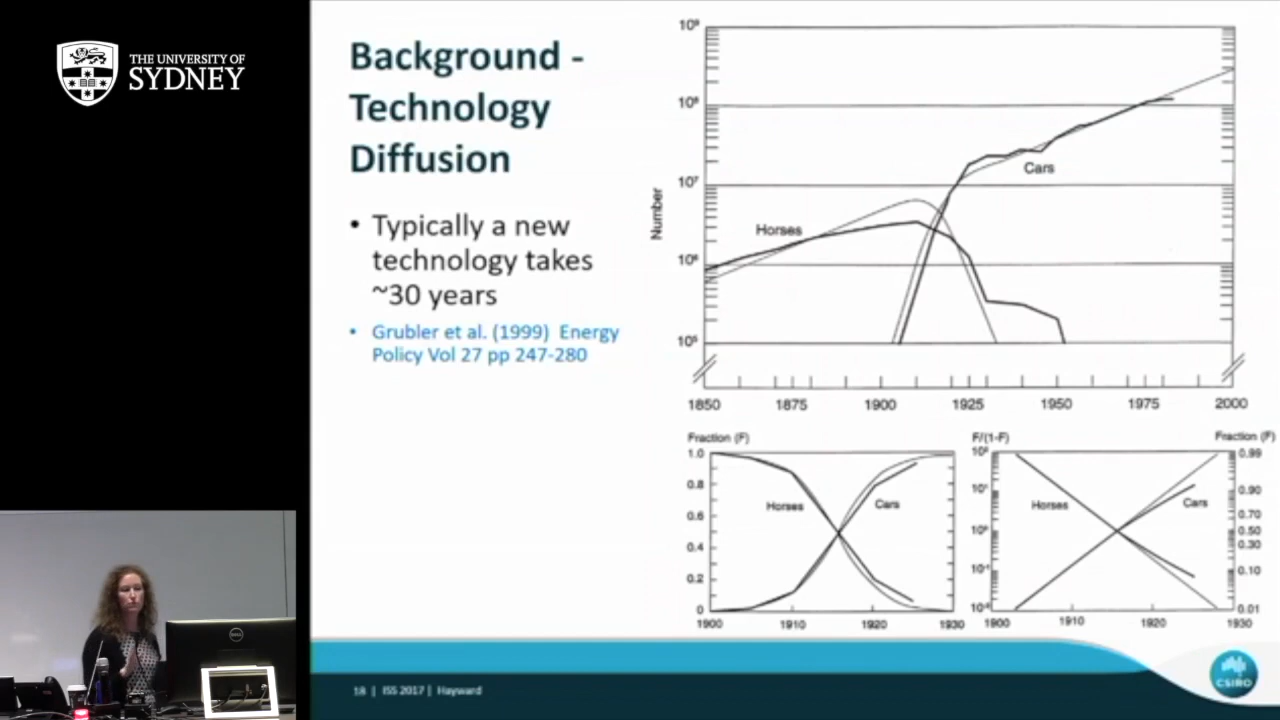 THE UNIVERSITY OF
SYDNEY
Background -
Technology
Diffusion
• Typically a new
technology takes
~30 years
• Grubler et al. (1999) Energy
Policy Vol 27 pp 247-280
Number
10⁹
10⁸
10⁷
10⁶
10⁵
Horses
Cars
1850 1875 1900 1925 1950 1975 2000
Fraction (F)
1.0
0.8
0.6
0.4
0.2
0
Horses
Cars
1900 1910 1920 1930
F/(1-F)
Fraction (F)
10²
10¹
10⁰
10⁻¹
10⁻²
Horses
Cars
0.99
0.90
0.70
0.50
0.30
0.10
0.01
1900 1910 1920 1930
18 | ISS 2017 | Hayward
CSIRO
DELL